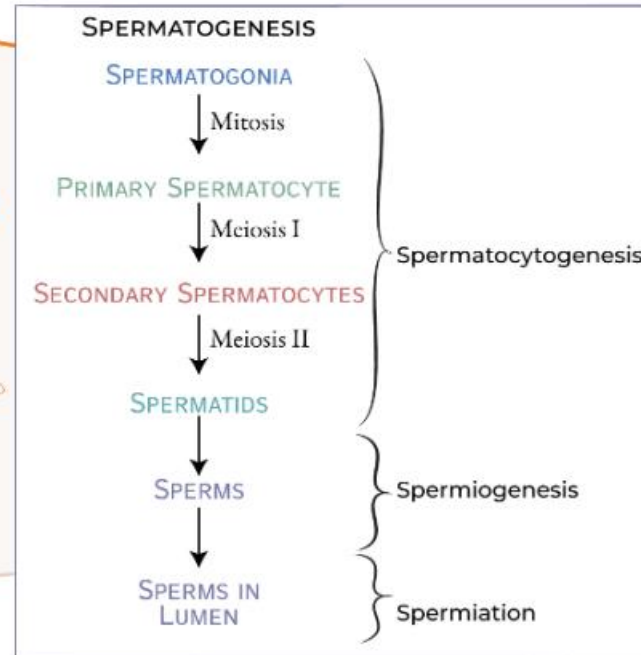 SPERMATOGENESIS
SPERMATOGONIA
Mitosis
PRIMARY SPERMATOCYTE
Meiosis I
Spermatocytogenesis
SECONDARY SPERMATOCYTES
Meiosis II
SPERMATIDS
SPERMS
Spermiogenesis
SPERMS IN
LUMEN
Spermiation